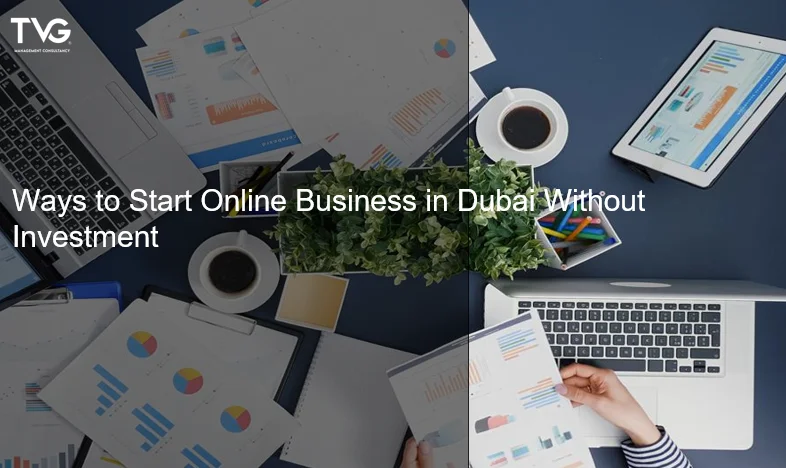 TVG
MANAGEMENT CONSULTANCY
Ways to Start Online Business in Dubai Without
Investment